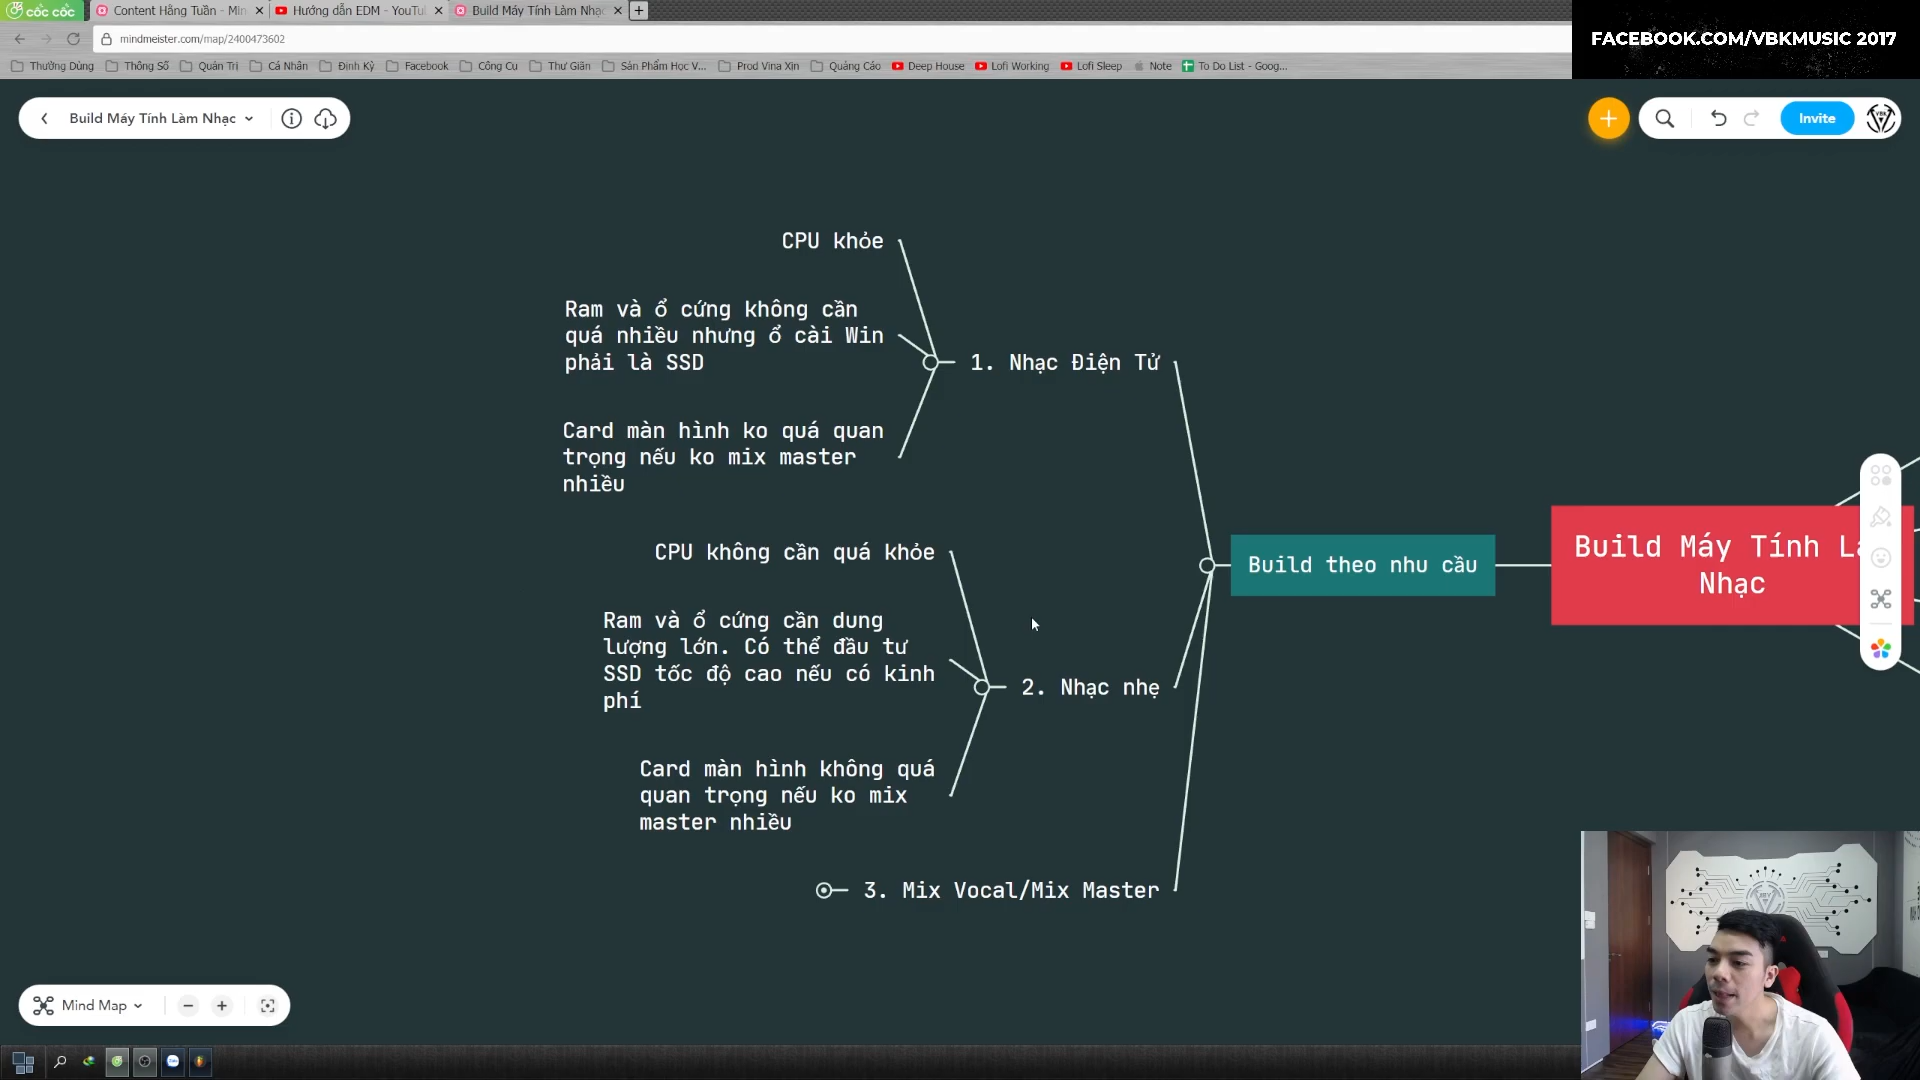 cốc cốc
Content Hằng Tuần - Min
Hướng dẫn EDM - YouTu
Build Máy Tính Làm Nhạc
mindmeister.com/map/2400473602
FACEBOOK.COM/VBKMUSIC 2017
Thường Dùng
Thông Số
Quản Trị
Cá Nhân
Định Kỳ
Facebook
Công Cụ
Thư Giãn
Sản Phẩm Học V...
Prod Vina Xịn
Quảng Cáo
Deep House
Lofi Working
Lofi Sleep
Note
To Do List - Goog...
Build Máy Tính Làm Nhạc
Invite
CPU khỏe
Ram và ổ cứng không cần
quá nhiều nhưng ổ cài Win
phải là SSD
1. Nhạc Điện Tử
Card màn hình ko quá quan
trọng nếu ko mix master
nhiều
CPU không cần quá khỏe
Ram và ổ cứng cần dung
lượng lớn. Có thể đầu tư
SSD tốc độ cao nếu có kinh
phí
2. Nhạc nhẹ
Card màn hình không quá
quan trọng nếu ko mix
master nhiều
3. Mix Vocal/Mix Master
Build theo nhu cầu
Build Máy Tính Là
Nhạc
Mind Map